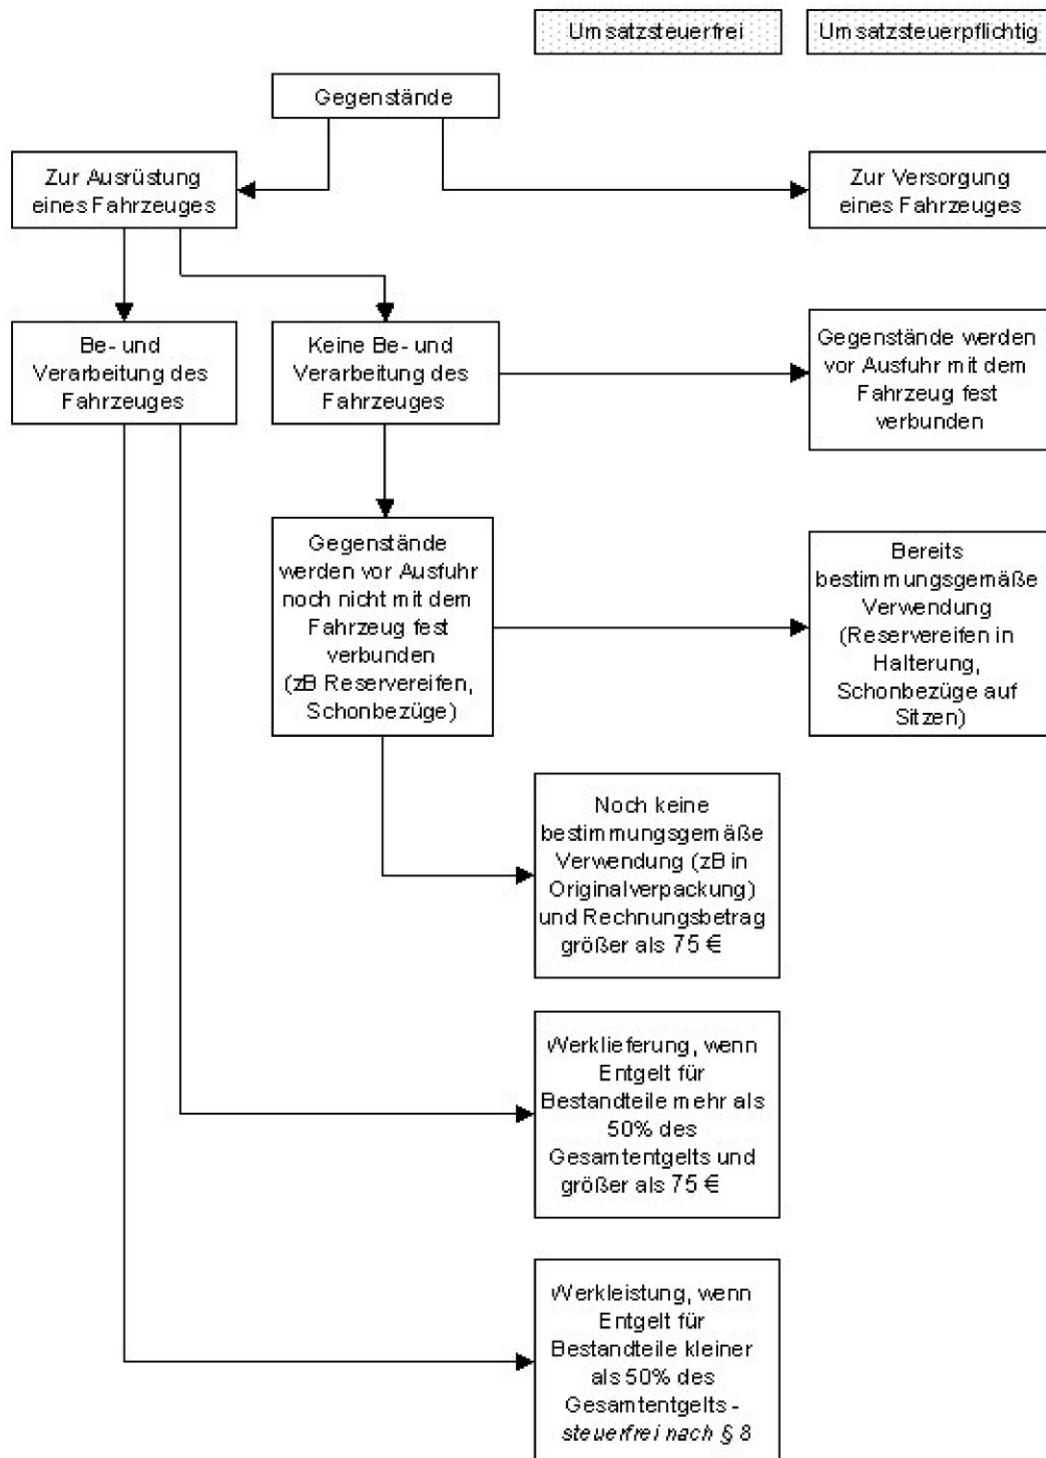 Umsatzsteuerfrei
Umsatzsteuerpflichtig
Gegenstände
Zur Ausrüstung
eines Fahrzeuges
Zur Versorgung
eines Fahrzeuges
Be- und
Verarbeitung des
Fahrzeuges
Keine Be- und
Verarbeitung des
Fahrzeuges
Gegenstände werden
vor Ausfuhr mit dem
Fahrzeug fest
verbunden
Gegenstände
werden vor Ausfuhr
noch nicht mit dem
Fahrzeug fest
verbunden
(zB Reservereifen,
Schonbezüge)
Bereits
bestimmungsgemäße
Verwendung
(Reservereifen in
Halterung,
Schonbezüge auf
Sitzen)
Noch keine
bestimmungsgemäße
Verwendung (zB in
Originalverpackung)
und Rechnungsbetrag
größer als 75 €
Werklieferung, wenn
Entgelt für
Bestandteile mehr als
50% des
Gesamtentgelts und
größer als 75 €
Werkleistung, wenn
Entgelt für
Bestandteile kleiner
als 50% des
Gesamtentgelts -
steuerfrei nach § 8